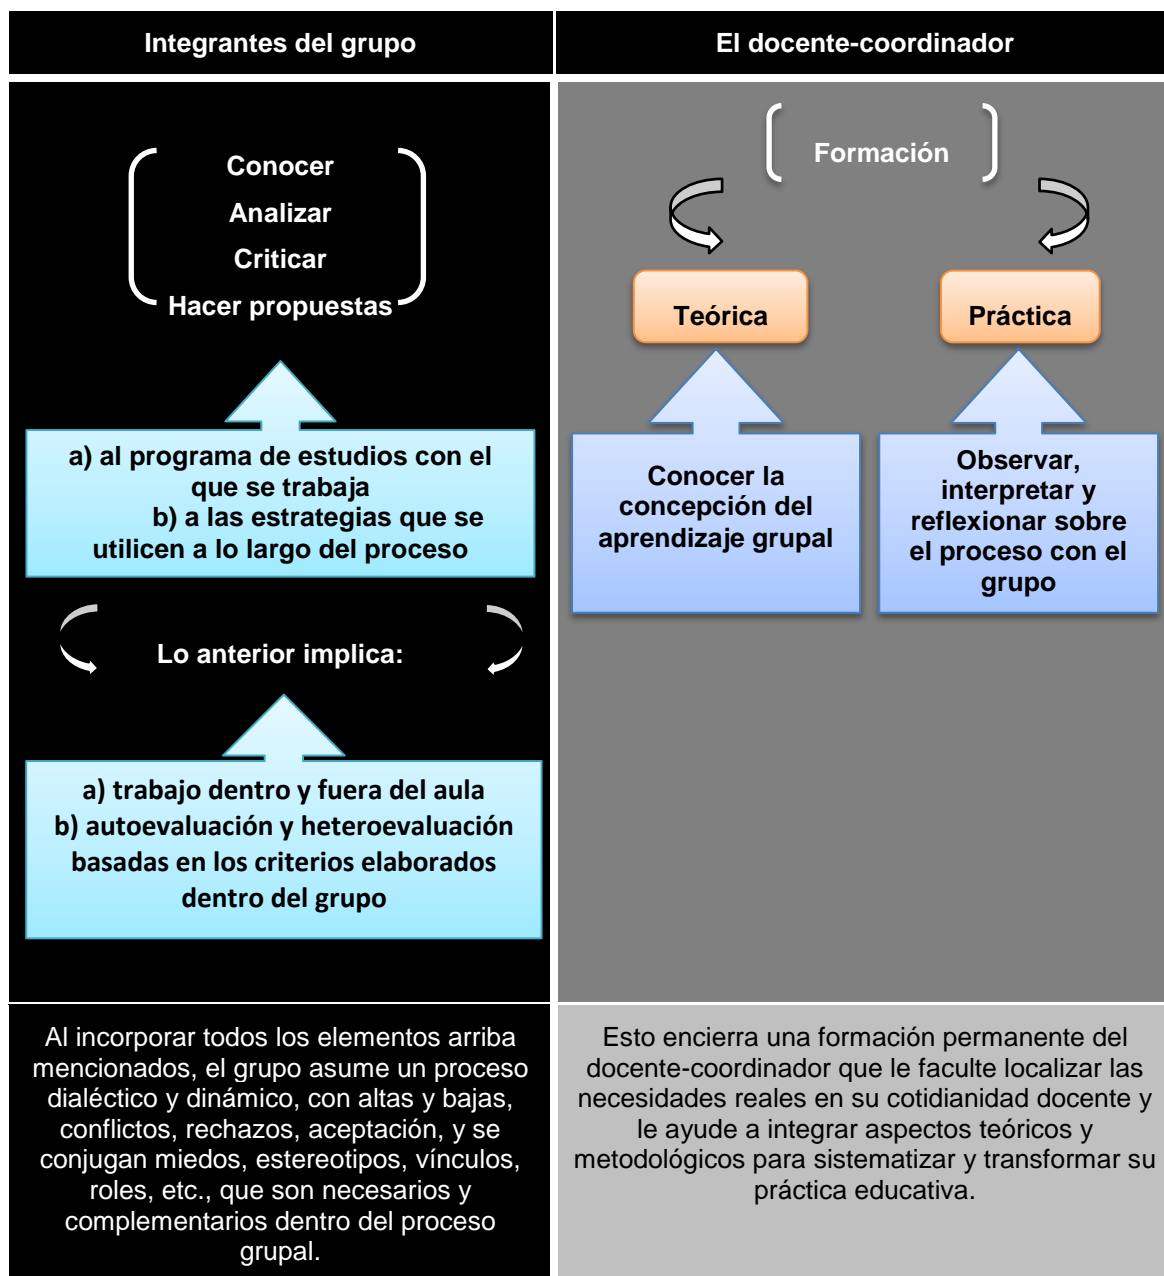 Integrantes del grupo
El docente-coordinador
Conocer
Analizar
Criticar
Hacer propuestas
a) al programa de estudios con el
que se trabaja
b) a las estrategias que se
utilicen a lo largo del proceso
Lo anterior implica:
a) trabajo dentro y fuera del aula
b) autoevaluación y heteroevaluación
basadas en los criterios elaborados
dentro del grupo
Formación
Teórica
Práctica
Conocer la
concepción del
aprendizaje grupal
Observar,
interpretar y
reflexionar sobre
el proceso con el
grupo
Al incorporar todos los elementos arriba
mencionados, el grupo asume un proceso
dialéctico y dinámico, con altas y bajas,
conflictos, rechazos, aceptación, y se
conjugan miedos, estereotipos, vínculos,
roles, etc., que son necesarios y
complementarios dentro del proceso
grupal.
Esto encierra una formación permanente del
docente-coordinador que le faculte localizar las
necesidades reales en su cotidianidad docente y
le ayude a integrar aspectos teóricos y
metodológicos para sistematizar y transformar su
práctica educativa.